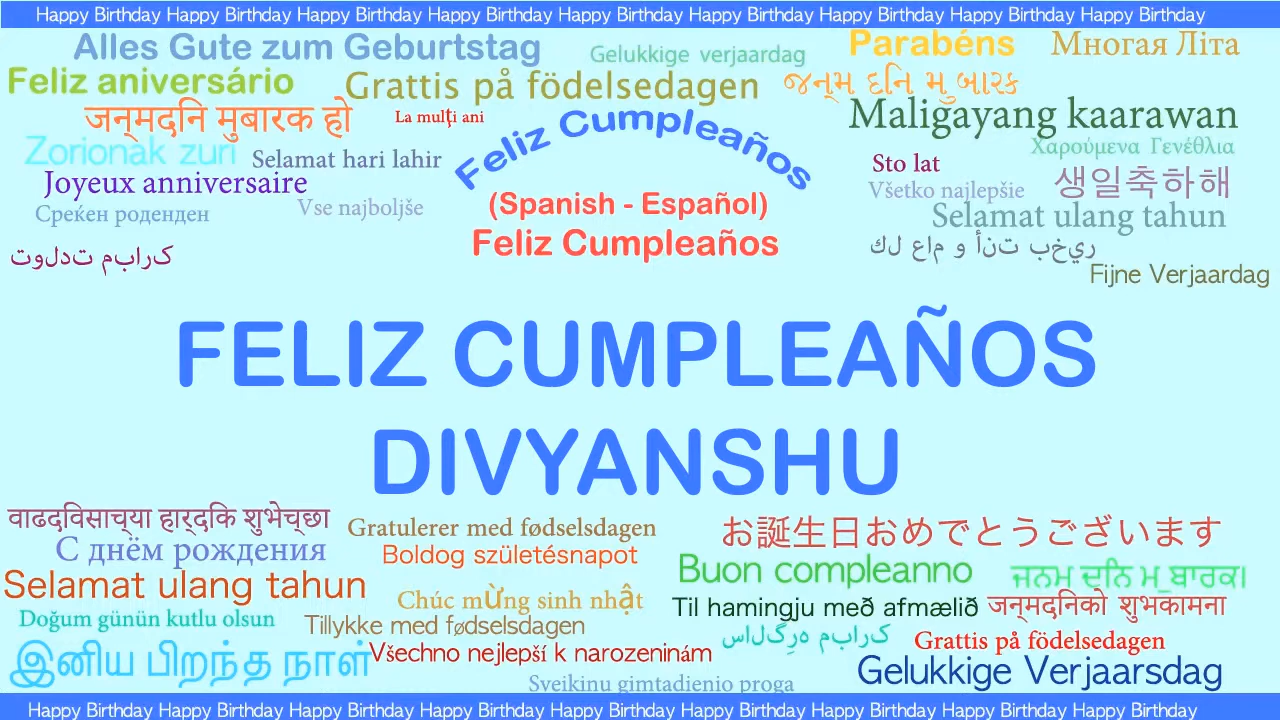 Happy Birthday Happy Birthday Happy Birthday Happy Birthday Happy Birthday Happy Birthday Happy Birthday Happy Birthday Happy Birthday
Alles Gute zum Geburtstag
Gelukkige verjaardag
Parabéns
Многая Літа
Feliz aniversário
Grattis på födelsedagen
જન્મ દિન મુબારક
जन्मदिन मुबारक हो
La mulţi ani
Feliz Cumpleaños
Maligayang kaarawan
Zorionak zuri
Selamat hari lahir
Sto lat
Χαρούμενα Γενέθλια
Joyeux anniversaire
(Spanish - Español)
Všetko najlepšie
생일축하해
Среќен роденден
Vse najboljše
Feliz Cumpleaños
Selamat ulang tahun
تولدت مبارک
كل عام و أنت بخير
Fijne Verjaardag
FELIZ CUMPLEAÑOS
DIVYANSHU
वाढदिवसाच्या हार्दिक शुभेच्छा
Gratulerer med fødselsdagen
お誕生日おめでとうございます
С днём рождения
Boldog születésnapot
Buon compleanno
ਜਨਮ ਦਿਨ ਮੁਬਾਰਕ।
Selamat ulang tahun
Chúc mừng sinh nhật
Til hamingju með afmælið
जन्मदिनको शुभकामना
Doğum günün kutlu olsun
Tillykke med fødselsdagen
سالگرہ مبارک
Grattis på födelsedagen
இனிய பிறந்த நாள்
Všechno nejlepší k narozeninám
Gelukkige Verjaarsdag
Sveikinu gimtadienio proga
Happy Birthday Happy Birthday Happy Birthday Happy Birthday Happy Birthday Happy Birthday Happy Birthday Happy Birthday Happy Birthday